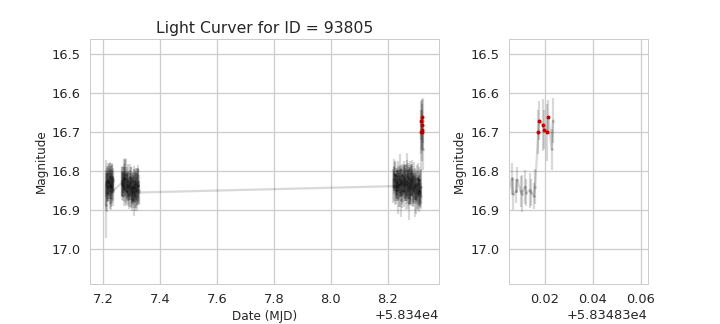 Light Curver for ID = 93805
Magnitude
16.5
16.6
16.7
16.8
16.9
17.0
7.2 7.4 7.6 7.8 8.0 8.2
Date (MJD)
+5.834e4
Magnitude
16.5
16.6
16.7
16.8
16.9
17.0
0.02 0.04 0.06
+5.83483e4